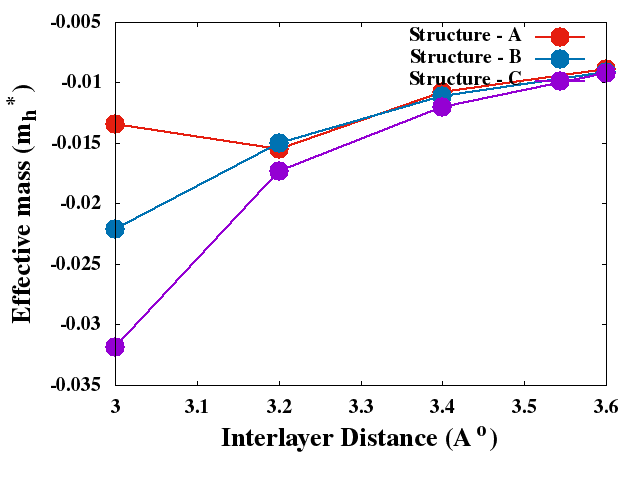 -0.005
Structure - A
Structure - B
Structure - C
-0.01
-0.015
-0.02
-0.025
-0.03
-0.035
Effective mass (mh*)
3 3.1 3.2 3.3 3.4 3.5 3.6
Interlayer Distance (A°)